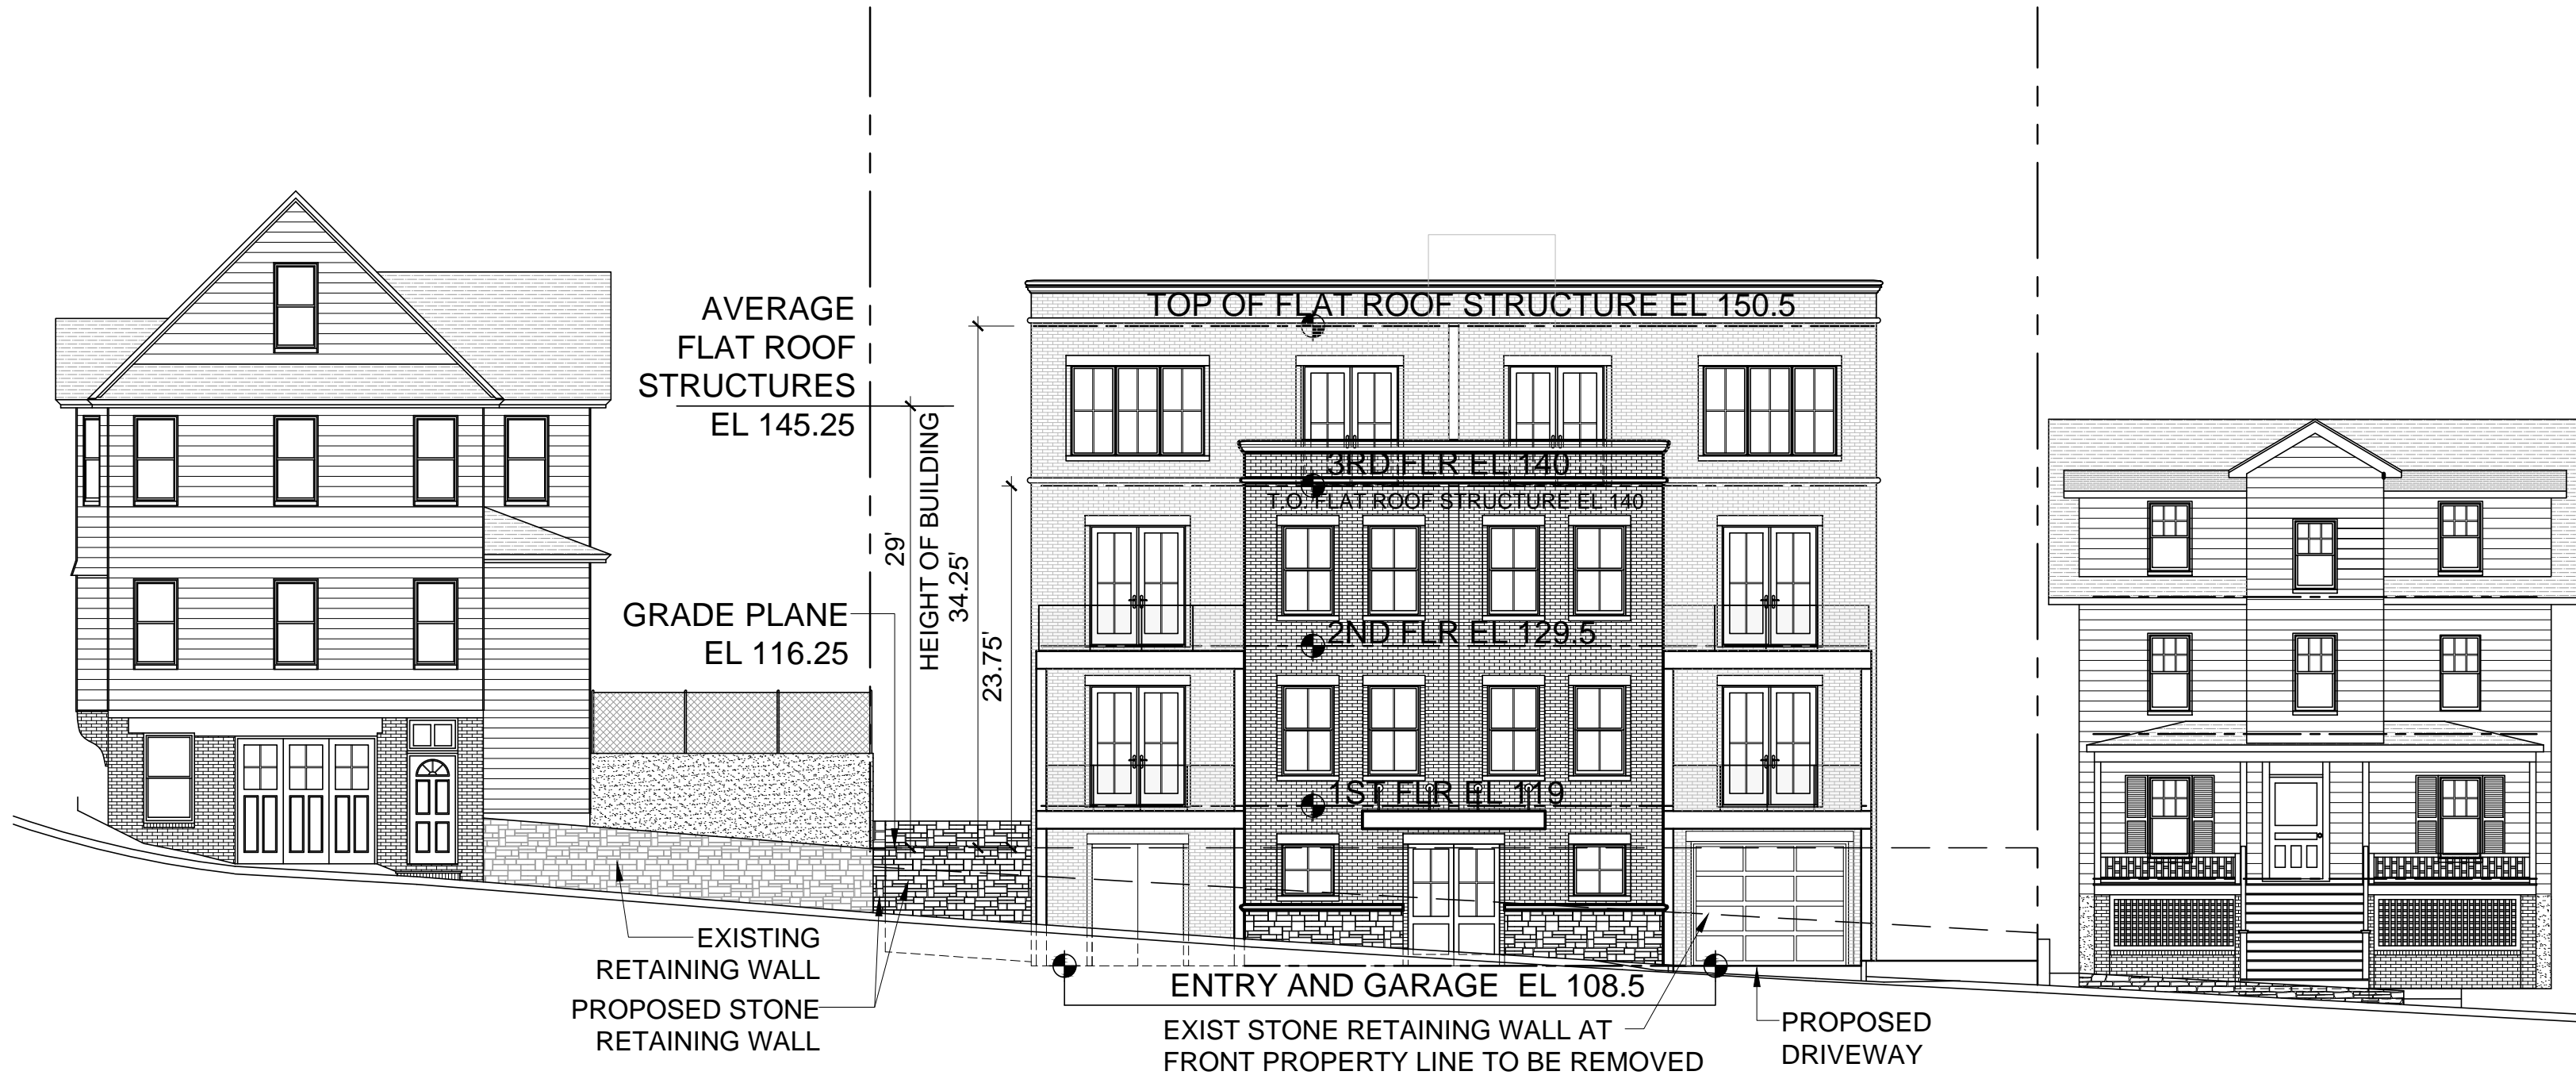 AVERAGE
FLAT ROOF
STRUCTURES
EL 145.25
GRADE PLANE
EL 116.25
29'
HEIGHT OF BUILDING
34.25'
23.75'
TOP OF FLAT ROOF STRUCTURE EL 150.5
3RD FLR EL 140
T.O. FLAT ROOF STRUCTURE EL 140
2ND FLR EL 129.5
1ST FLR EL 119
ENTRY AND GARAGE EL 108.5
EXISTING
RETAINING WALL
PROPOSED STONE
RETAINING WALL
EXIST STONE RETAINING WALL AT
FRONT PROPERTY LINE TO BE REMOVED
PROPOSED
DRIVEWAY